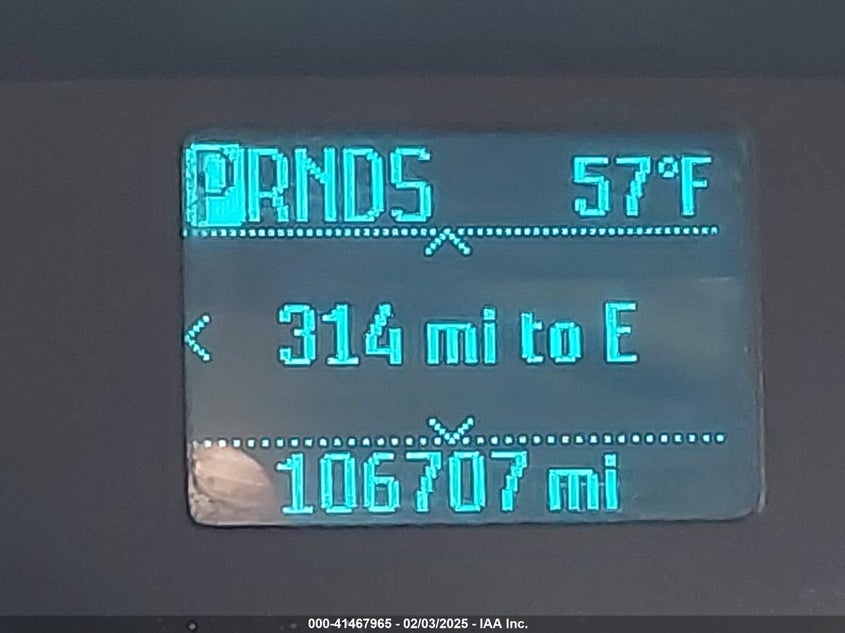 PRNDS 57°F
314 mi to E
106707 mi
000-41467965 - 02/03/2025 - IAA Inc.